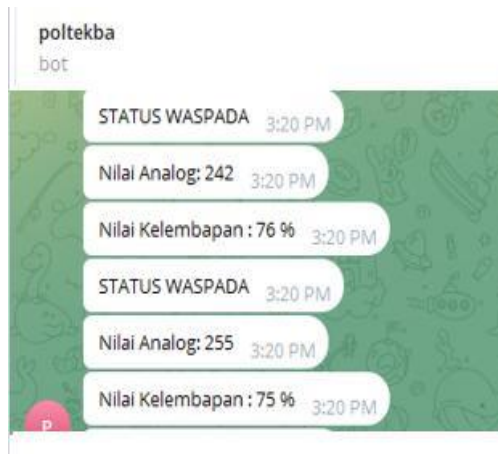 poltekba
bot
STATUS WASPADA 3:20 PM
Nilai Analog: 242 3:20 PM
Nilai Kelembapan : 76 % 3:20 PM
STATUS WASPADA 3:20 PM
Nilai Analog: 255 3:20 PM
Nilai Kelembapan : 75 % 3:20 PM
P